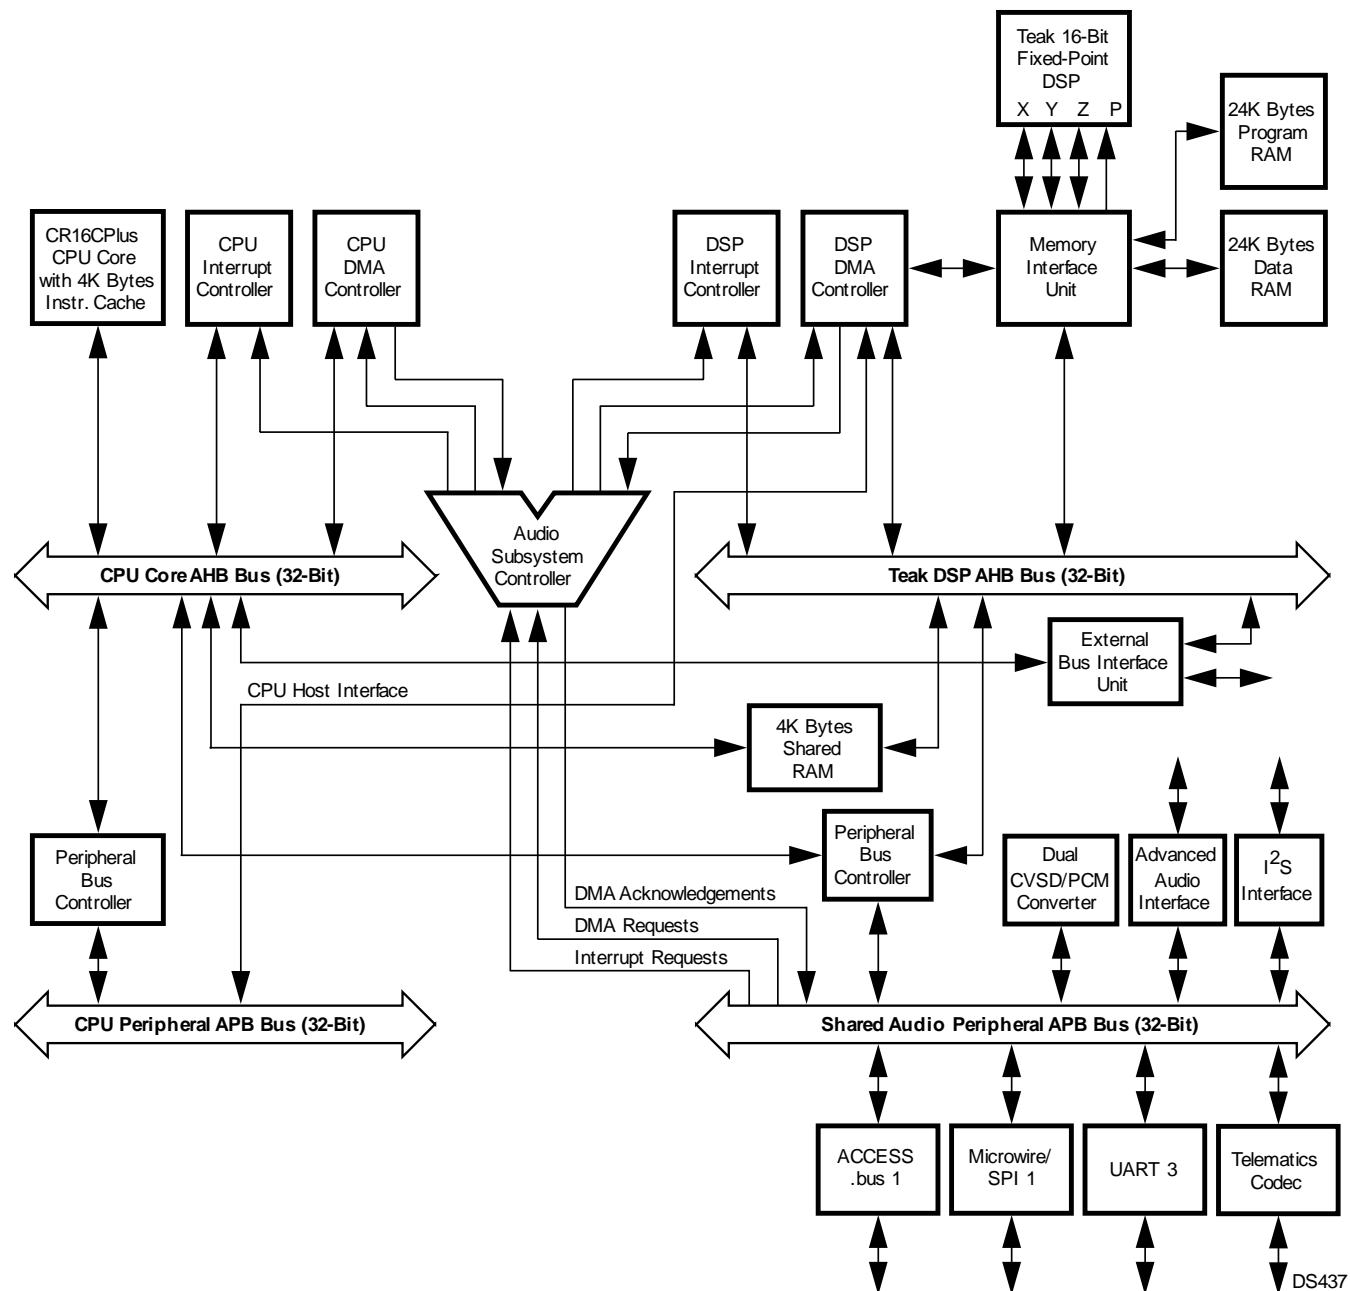 Teak 16-Bit
Fixed-Point
DSP
X Y Z P
24K Bytes
Program
RAM
CR16CPlus
CPU Core
with 4K Bytes
Instr. Cache
CPU
Interrupt
Controller
CPU
DMA
Controller
DSP
Interrupt
Controller
DSP
DMA
Controller
Memory
Interface
Unit
24K Bytes
Data
RAM
Audio
Subsystem
Controller
CPU Core AHB Bus (32-Bit)
Teak DSP AHB Bus (32-Bit)
External
Bus Interface
Unit
CPU Host Interface
4K Bytes
Shared
RAM
Peripheral
Bus
Controller
Peripheral
Bus
Controller
Dual
CVSD/PCM
Converter
Advanced
Audio
Interface
I2S
Interface
DMA Acknowledgements
DMA Requests
Interrupt Requests
CPU Peripheral APB Bus (32-Bit)
Shared Audio Peripheral APB Bus (32-Bit)
ACCESS
.bus 1
Microwire/
SPI 1
UART 3
Telematics
Codec
DS437